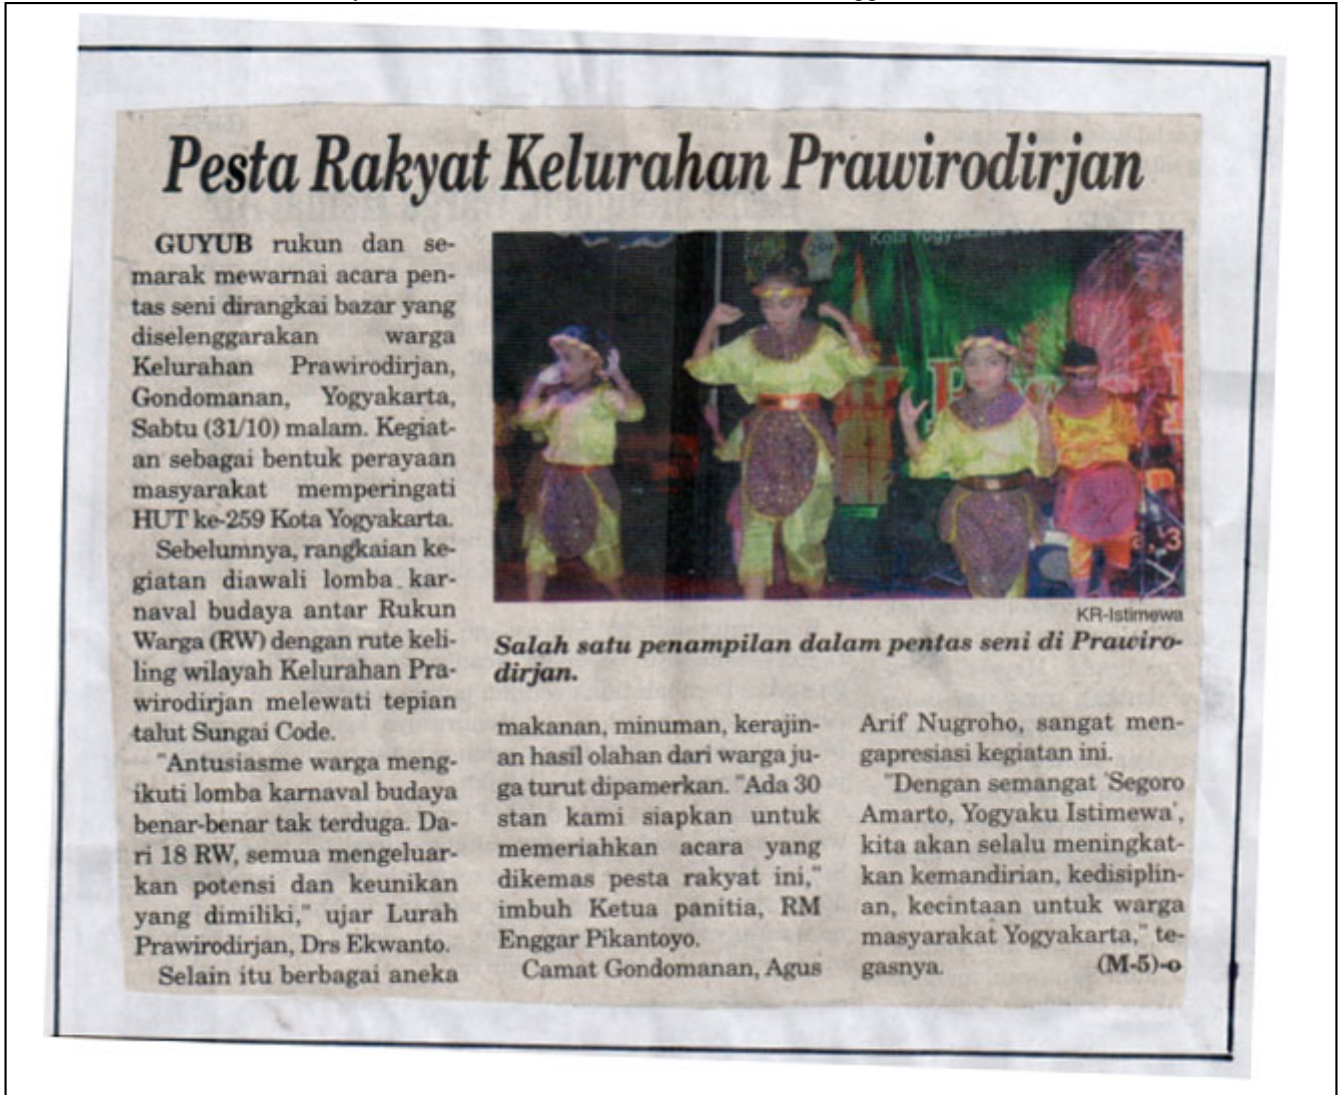 Pesta Rakyat Kelurahan Prawirodirjan
GUYUB rukun dan se-
marak mewarnai acara pen-
tas seni dirangkai bazar yang
diselenggarakan warga
Kelurahan Prawirodirjan,
Gondomanan, Yogyakarta,
Sabtu (31/10) malam. Kegiat-
an sebagai bentuk perayaan
masyarakat memperingati
HUT ke-259 Kota Yogyakarta.
Sebelumnya, rangkaian ke-
giatan diawali lomba kar-
naval budaya antar Rukun
Warga (RW) dengan rute keli-
ling wilayah Kelurahan Pra-
wirodirjan melewati tepian
talut Sungai Code.
"Antusiasme warga meng-
ikuti lomba karnaval budaya
benar-benar tak terduga. Da-
ri 18 RW, semua mengeluar-
kan potensi dan keunikan
yang dimiliki," ujar Lurah
Prawirodirjan, Drs Ekwanto.
Selain itu berbagai aneka
Kota Yogyakarta
KR-Istimewa
Salah satu penampilan dalam pentas seni di Prawiro-
dirjan.
makanan, minuman, kerajin-
an hasil olahan dari warga ju-
ga turut dipamerkan. "Ada 30
stan kami siapkan untuk
memeriahkan acara yang
dikemas pesta rakyat ini,"
imbuh Ketua panitia, RM
Enggar Pikantoyo.
Camat Gondomanan, Agus
Arif Nugroho, sangat men-
gapresiasi kegiatan ini.
"Dengan semangat 'Segoro
Amarto, Yogyaku Istimewa',
kita akan selalu meningkat-
kan kemandirian, kedisiplin-
an, kecintaan untuk warga
masyarakat Yogyakarta," te-
gasnya. (M-5)-o